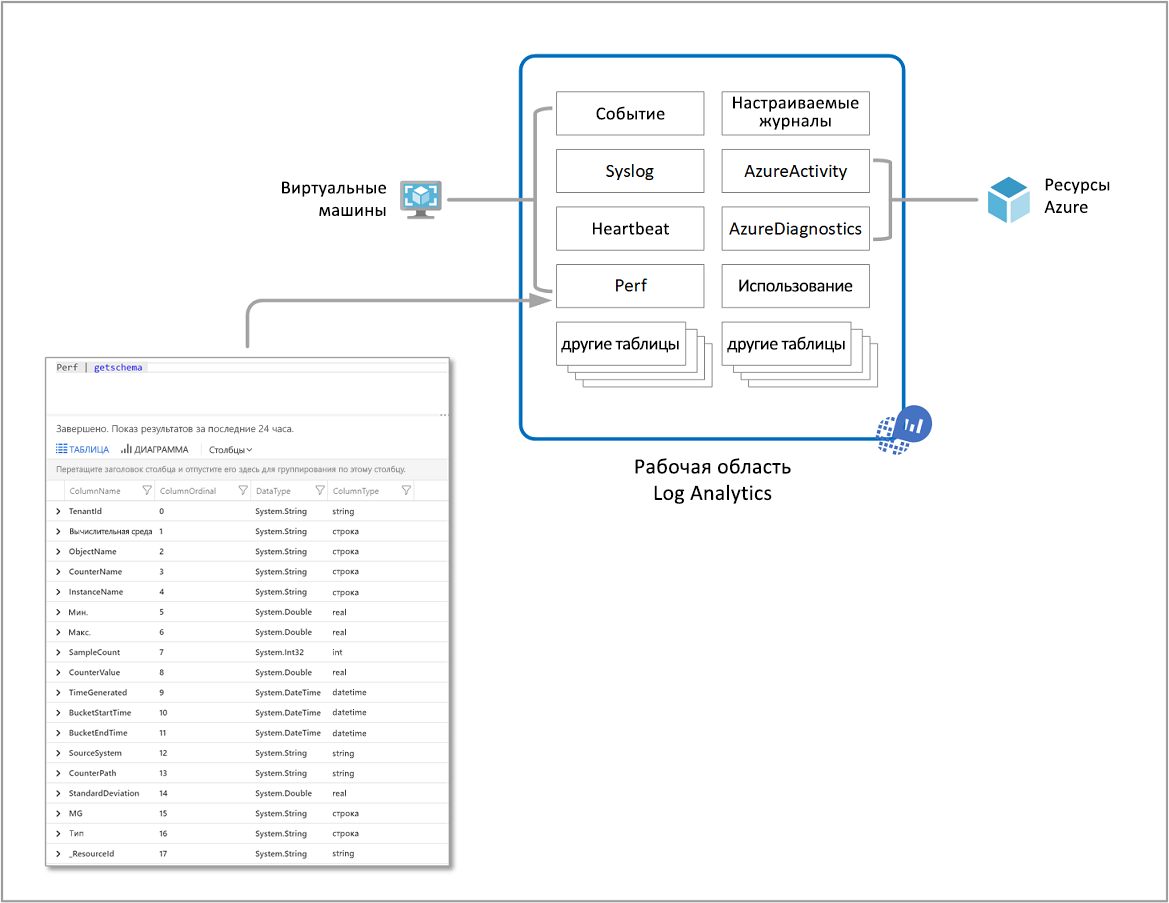 Событие
Настраиваемые
журналы
Syslog
AzureActivity
Виртуальные
машины
Ресурсы
Azure
Heartbeat
AzureDiagnostics
Perf
Использование
другие таблицы
другие таблицы
Рабочая область
Log Analytics
Perf | getschema
Завершено. Показ результатов за последние 24 часа.
ТАБЛИЦА ДИАГРАММА Столбцы
Перетащите заголовок столбца и отпустите его здесь для группирования по этому столбцу.
ColumnName ColumnOrdinal DataType ColumnType
TenantId 0 System.String string
Вычислительная среда 1 System.String строка
ObjectName 2 System.String строка
CounterName 3 System.String строка
InstanceName 4 System.String строка
Мин. 5 System.Double real
Макс. 6 System.Double real
SampleCount 7 System.Int32 int
CounterValue 8 System.Double real
TimeGenerated 9 System.DateTime datetime
BucketStartTime 10 System.DateTime datetime
BucketEndTime 11 System.DateTime datetime
SourceSystem 12 System.String string
CounterPath 13 System.String string
StandardDeviation 14 System.Double real
MG 15 System.String строка
Тип 16 System.String строка
_ResourceId 17 System.String string